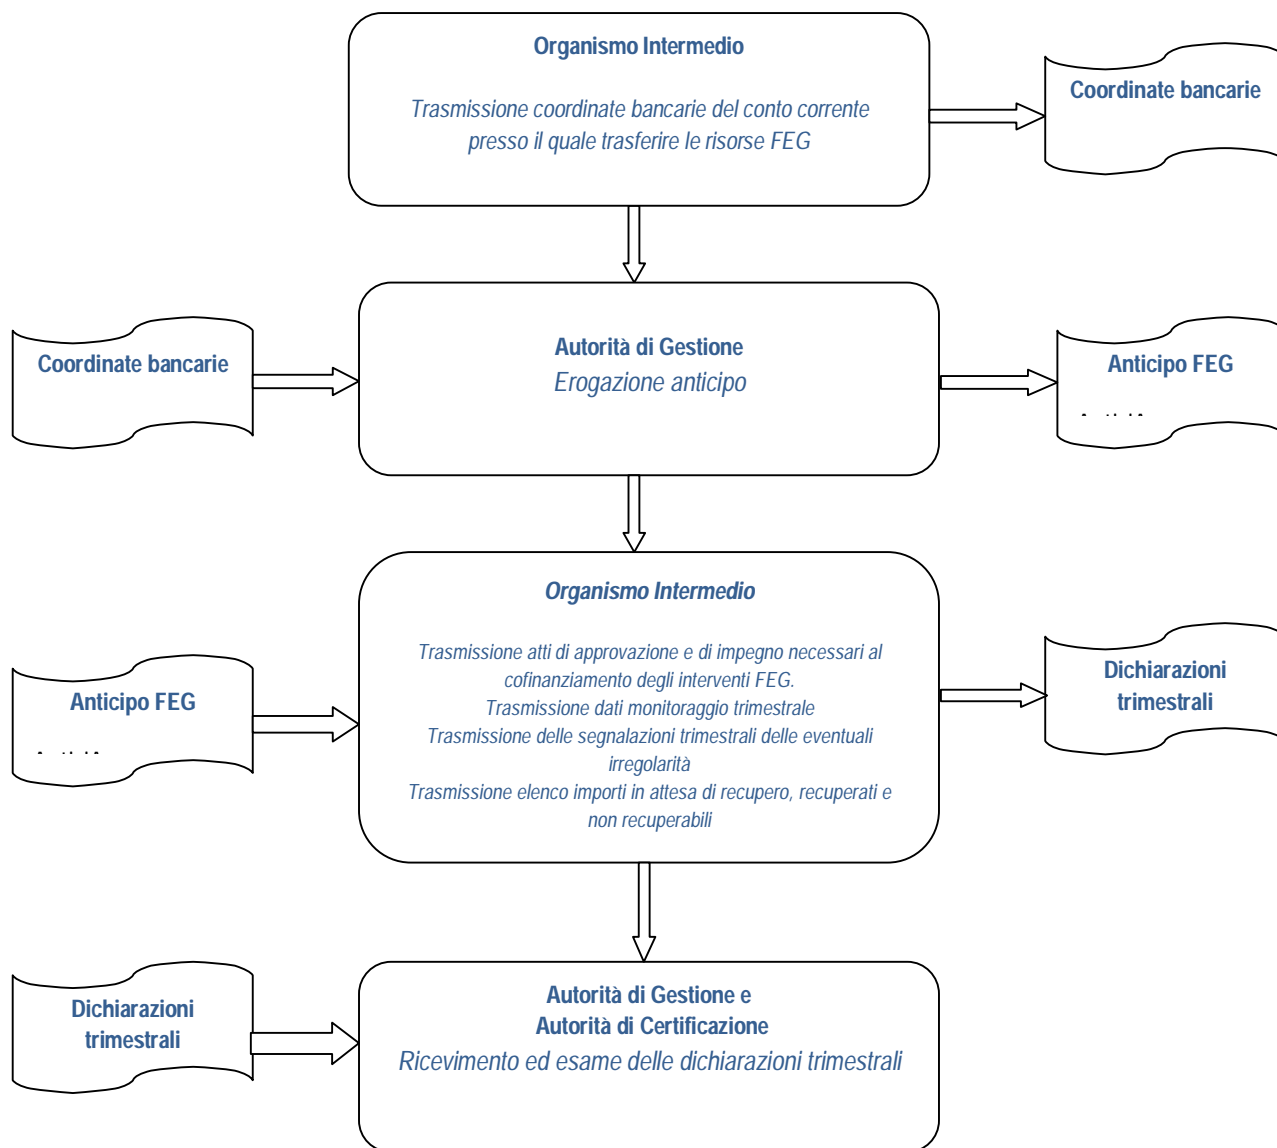 Organismo Intermedio
Trasmissione coordinate bancarie del conto corrente
presso il quale trasferire le risorse FEG
Coordinate bancarie
Coordinate bancarie
Autorità di Gestione
Erogazione anticipo
Anticipo FEG
Anticipo FEG
Organismo Intermedio
Trasmissione atti di approvazione e di impegno necessari al
cofinanziamento degli interventi FEG.
Trasmissione dati monitoraggio trimestrale
Trasmissione delle segnalazioni trimestrali delle eventuali
irregolarità
Trasmissione elenco importi in attesa di recupero, recuperati e
non recuperabili
Dichiarazioni
trimestrali
Dichiarazioni
trimestrali
Autorità di Gestione e
Autorità di Certificazione
Ricevimento ed esame delle dichiarazioni trimestrali